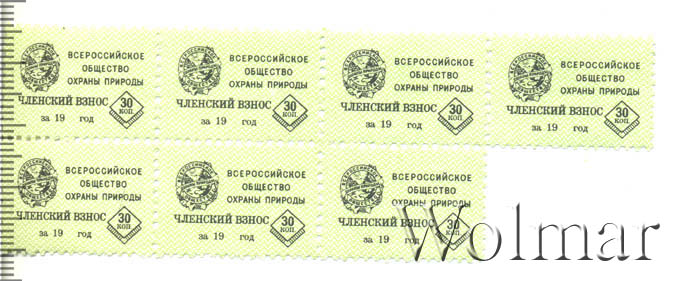 ВСЕРОССИЙСКОЕ
ОБЩЕСТВО
ОХРАНЫ ПРИРОДЫ
ЧЛЕНСКИЙ ВЗНОС
30 КОП.
за 19 год
ВСЕРОССИЙСКОЕ
ОБЩЕСТВО
ОХРАНЫ ПРИРОДЫ
ЧЛЕНСКИЙ ВЗНОС
30 КОП.
за 19 год
ВСЕРОССИЙСКОЕ
ОБЩЕСТВО
ОХРАНЫ ПРИРОДЫ
ЧЛЕНСКИЙ ВЗНОС
30 КОП.
за 19 год
ВСЕРОССИЙСКОЕ
ОБЩЕСТВО
ОХРАНЫ ПРИРОДЫ
ЧЛЕНСКИЙ ВЗНОС
30 КОП.
за 19 год
ВСЕРОССИЙСКОЕ
ОБЩЕСТВО
ОХРАНЫ ПРИРОДЫ
ЧЛЕНСКИЙ ВЗНОС
30 КОП.
за 19 год
ВСЕРОССИЙСКОЕ
ОБЩЕСТВО
ОХРАНЫ ПРИРОДЫ
ЧЛЕНСКИЙ ВЗНОС
30 КОП.
за 19 год
ВСЕРОССИЙСКОЕ
ОБЩЕСТВО
ОХРАНЫ ПРИРОДЫ
ЧЛЕНСКИЙ ВЗНОС
30 КОП.
за 19 год
Wolmar